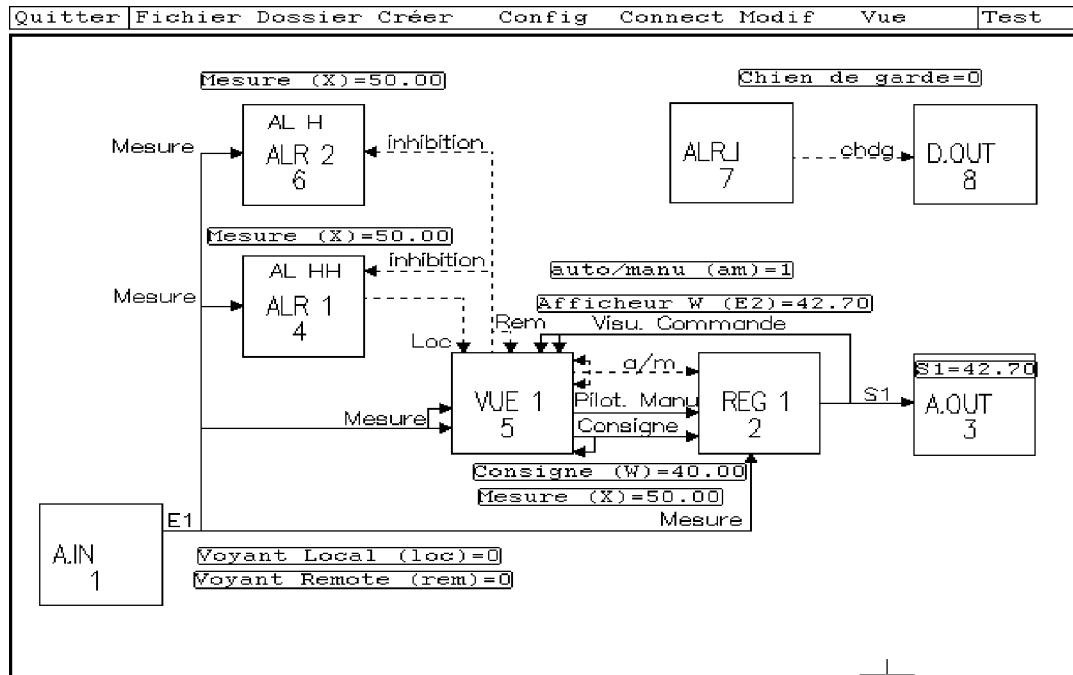 Quitter Fichier Dossier Créer Config Connect Modif Vue Test
Mesure (X)=50.00
Chien de garde=0
AL H
Mesure
inhibition
ALR 2
6
ALR_I
7
chdg
D.OUT
8
Mesure (X)=50.00
AL HH
inhibition
auto/manu (am)=1
Mesure
ALR 1
4
Afficheur W (E2)=42.70
Rem
Visu. Commande
Loc
a/m
S1=42.70
VUE 1
5
Pilot. Manu
REG 1
2
S1
A.OUT
3
Mesure
Consigne
Consigne (W)=40.00
Mesure (X)=50.00
E1
Mesure
A.IN
1
Voyant Local (loc)=0
Voyant Remote (rem)=0